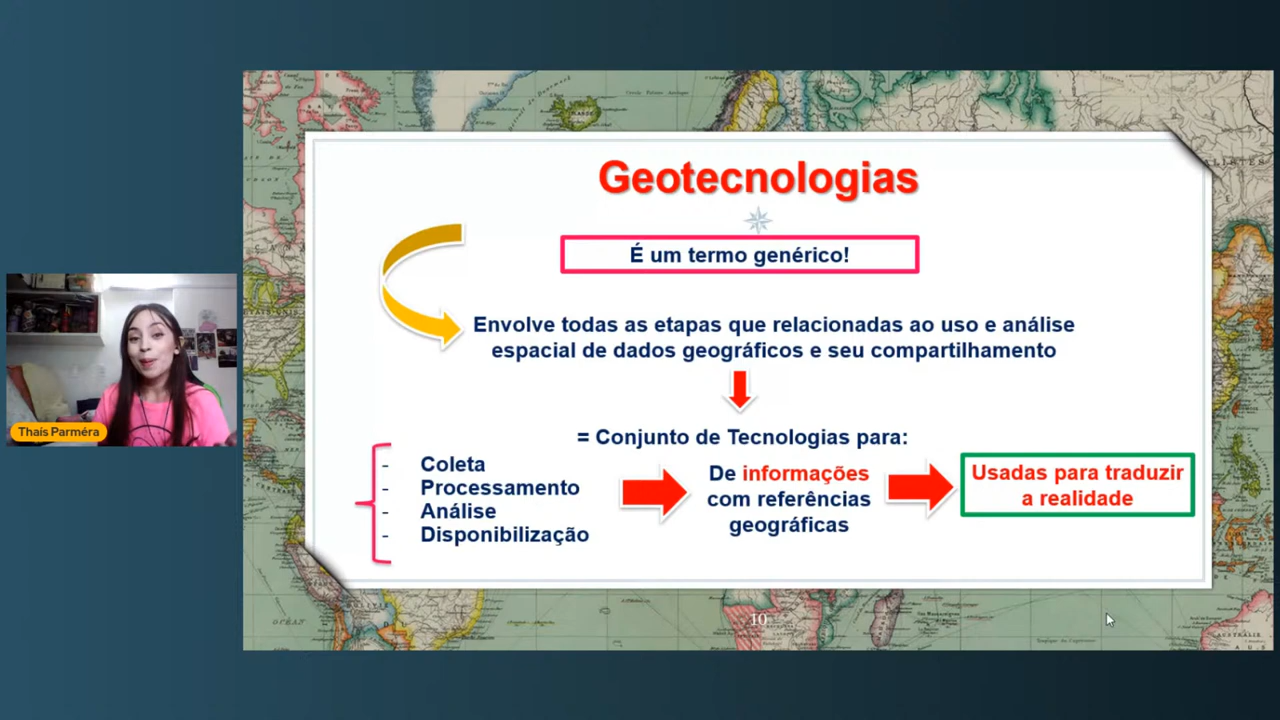 Geotecnologias
É um termo genérico!
Envolve todas as etapas que relacionadas ao uso e análise
espacial de dados geográficos e seu compartilhamento
= Conjunto de Tecnologias para:
- Coleta
- Processamento
- Análise
- Disponibilização
De informações
com referências
geográficas
Usadas para traduzir
a realidade
Thaís Parméra
10